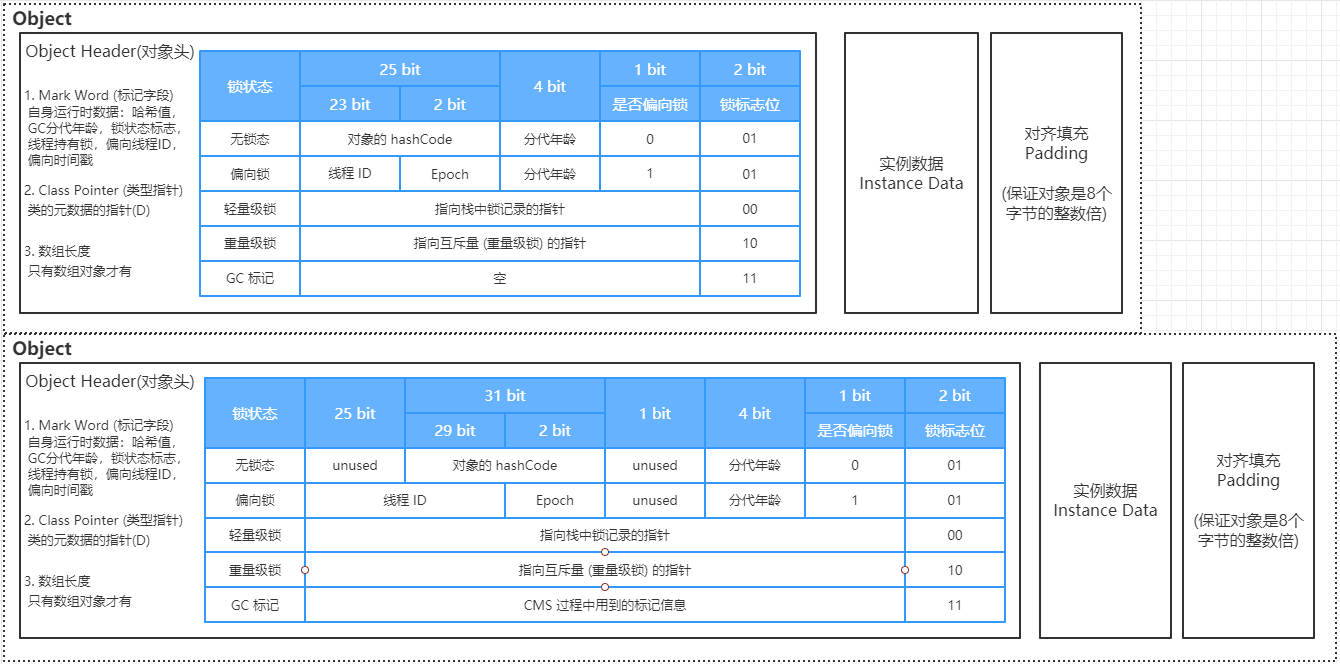 Object
Object Header(对象头)
1. Mark Word (标记字段)
自身运行时数据：哈希值,
GC分代年龄，锁状态标志，
线程持有锁，偏向线程ID，
偏向时间戳
2. Class Pointer (类型指针)
类的元数据的指针(D)
3. 数组长度
只有数组对象才有
锁状态 25 bit 4 bit 1 bit 2 bit
23 bit 2 bit 是否偏向锁 锁标志位
无锁态 对象的 hashCode 分代年龄 0 01
偏向锁 线程 ID Epoch 分代年龄 1 01
轻量级锁 指向栈中锁记录的指针 00
重量级锁 指向互斥量 (重量级锁) 的指针 10
GC 标记 空 11
实例数据
Instance Data
对齐填充
Padding
(保证对象是8个
字节的整数倍)
Object
Object Header(对象头)
1. Mark Word (标记字段)
自身运行时数据：哈希值,
GC分代年龄，锁状态标志，
线程持有锁，偏向线程ID，
偏向时间戳
2. Class Pointer (类型指针)
类的元数据的指针(D)
3. 数组长度
只有数组对象才有
锁状态 25 bit 31 bit 1 bit 4 bit 1 bit 2 bit
29 bit 2 bit 是否偏向锁 锁标志位
无锁态 unused 对象的 hashCode unused 分代年龄 0 01
偏向锁 线程 ID Epoch unused 分代年龄 1 01
轻量级锁 指向栈中锁记录的指针 00
重量级锁 指向互斥量 (重量级锁) 的指针 10
GC 标记 CMS 过程中用到的标记信息 11
实例数据
Instance Data
对齐填充
Padding
(保证对象是8个
字节的整数倍)